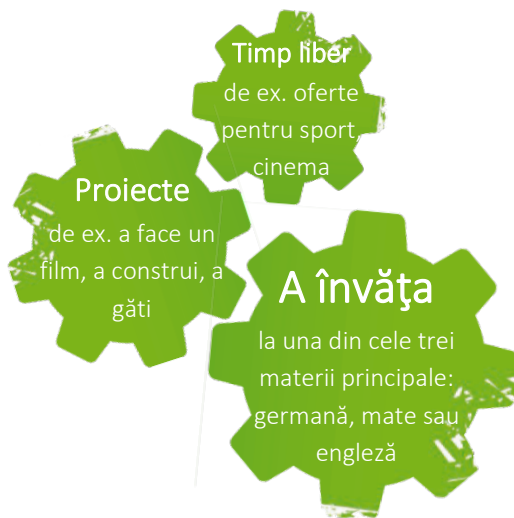 Timp liber
de ex. oferte
pentru sport,
cinema
Proiecte
de ex. a face un
film, a construi, a
găti
A învăţa
la una din cele trei
materii principale:
germană, mate sau
engleză